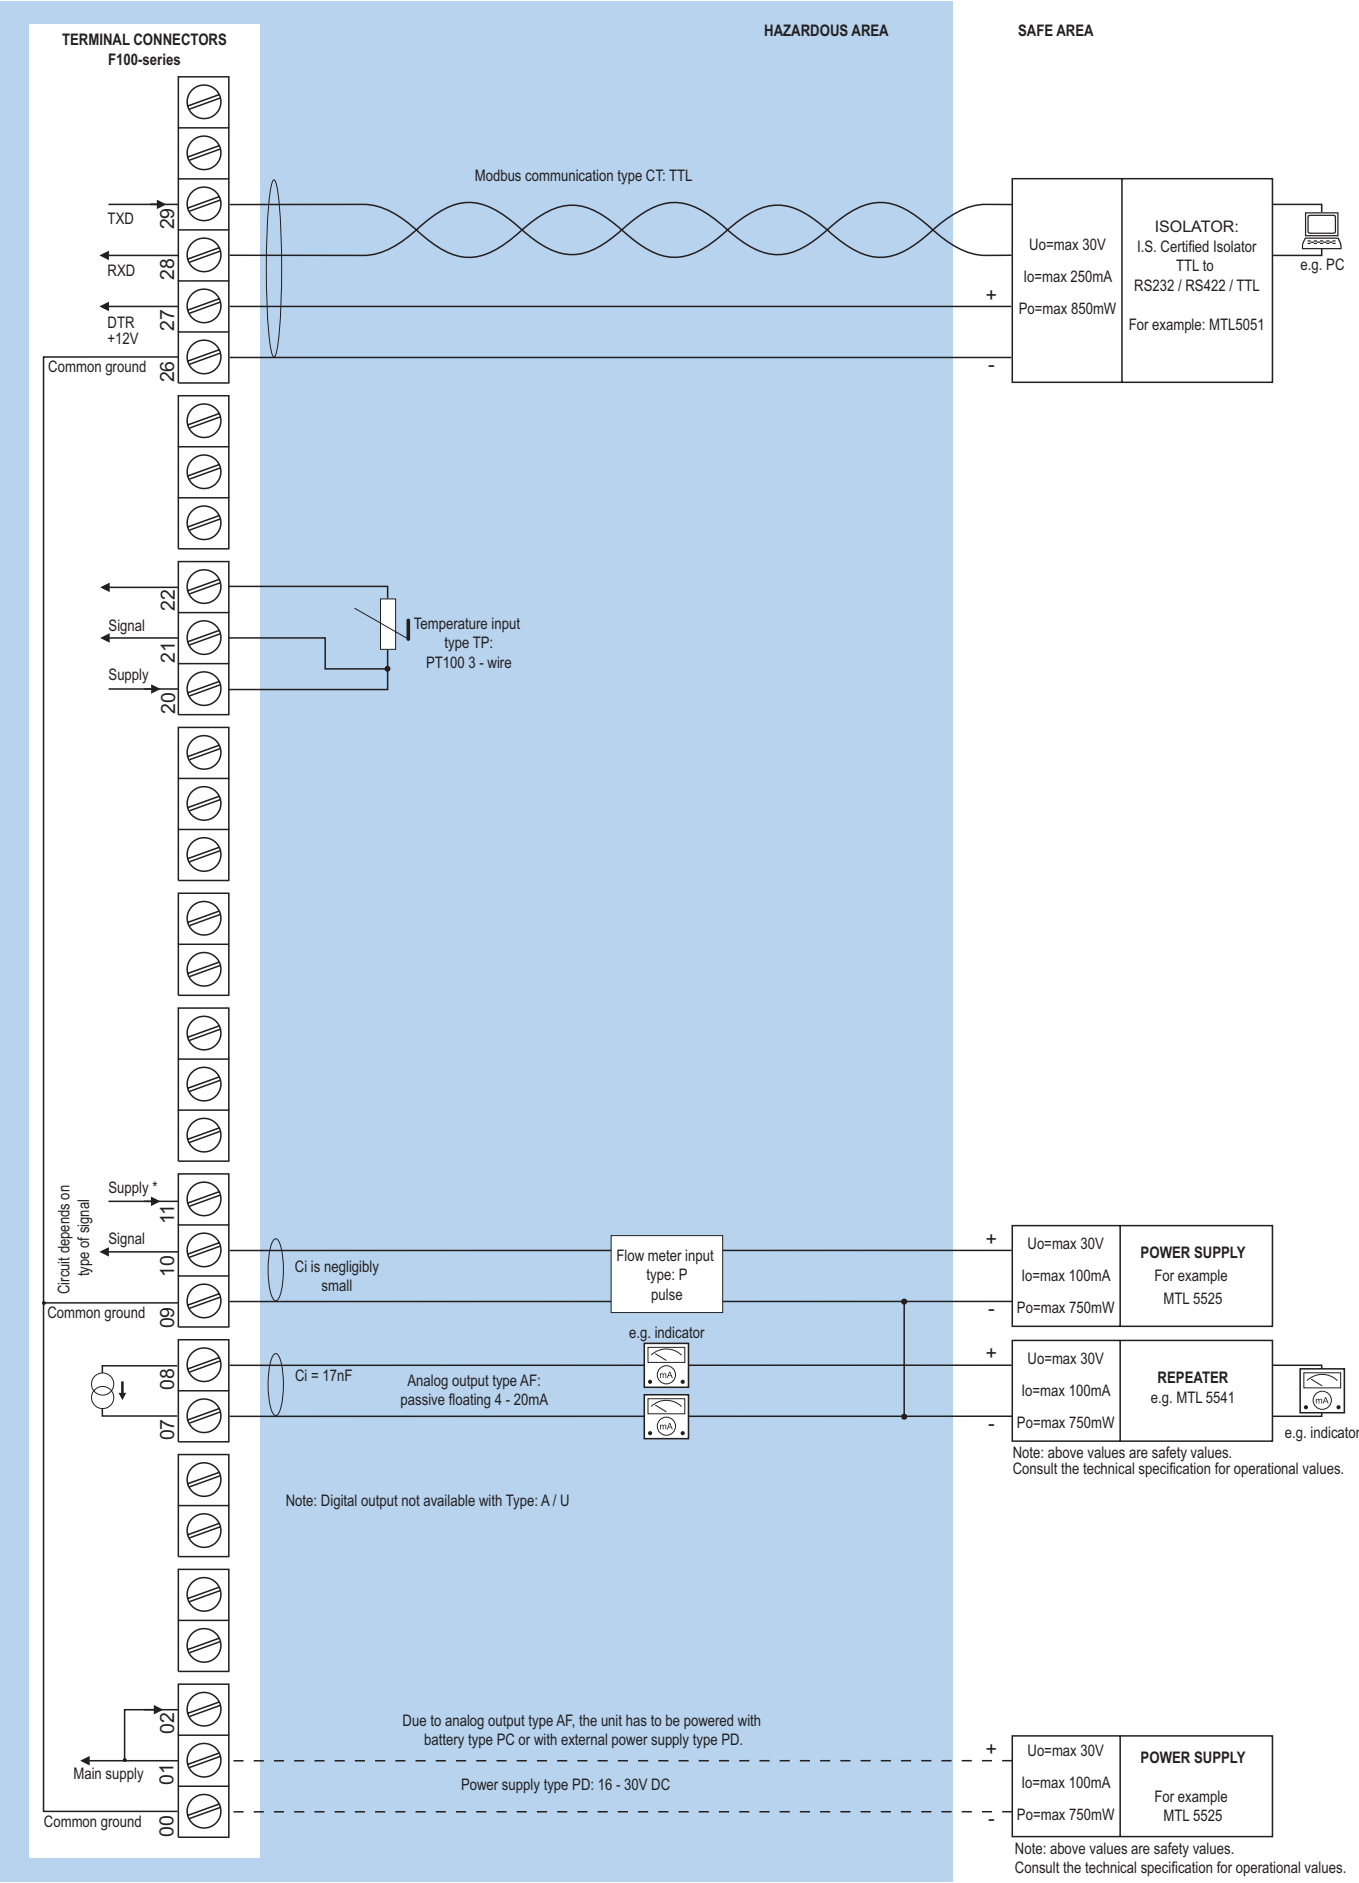 HAZARDOUS AREA
SAFE AREA
TERMINAL CONNECTORS
F100-series
Modbus communication type CT: TTL
TXD
29
RXD
28
DTR
+12V
27
Common ground
26
+
-
Uo=max 30V
Io=max 250mA
Po=max 850mW
ISOLATOR:
I.S. Certified Isolator
TTL to
RS232 / RS422 / TTL
For example: MTL5051
e.g. PC
22
Signal
21
Supply
20
Temperature input
type TP:
PT100 3 - wire
Circuit depends on
type of signal
Supply *
11
Signal
10
Common ground
09
Ci is negligibly
small
Flow meter input
type: P
pulse
+
-
Uo=max 30V
Io=max 100mA
Po=max 750mW
POWER SUPPLY
For example
MTL 5525
e.g. indicator
08
07
Ci = 17nF
Analog output type AF:
passive floating 4 - 20mA
mA
mA
+
-
Uo=max 30V
Io=max 100mA
Po=max 750mW
REPEATER
e.g. MTL 5541
mA
e.g. indicator
Note: above values are safety values.
Consult the technical specification for operational values.
Note: Digital output not available with Type: A / U
02
Main supply
01
Common ground
00
Due to analog output type AF, the unit has to be powered with
battery type PC or with external power supply type PD.
Power supply type PD: 16 - 30V DC
+
-
Uo=max 30V
Io=max 100mA
Po=max 750mW
POWER SUPPLY
For example
MTL 5525
Note: above values are safety values.
Consult the technical specification for operational values.